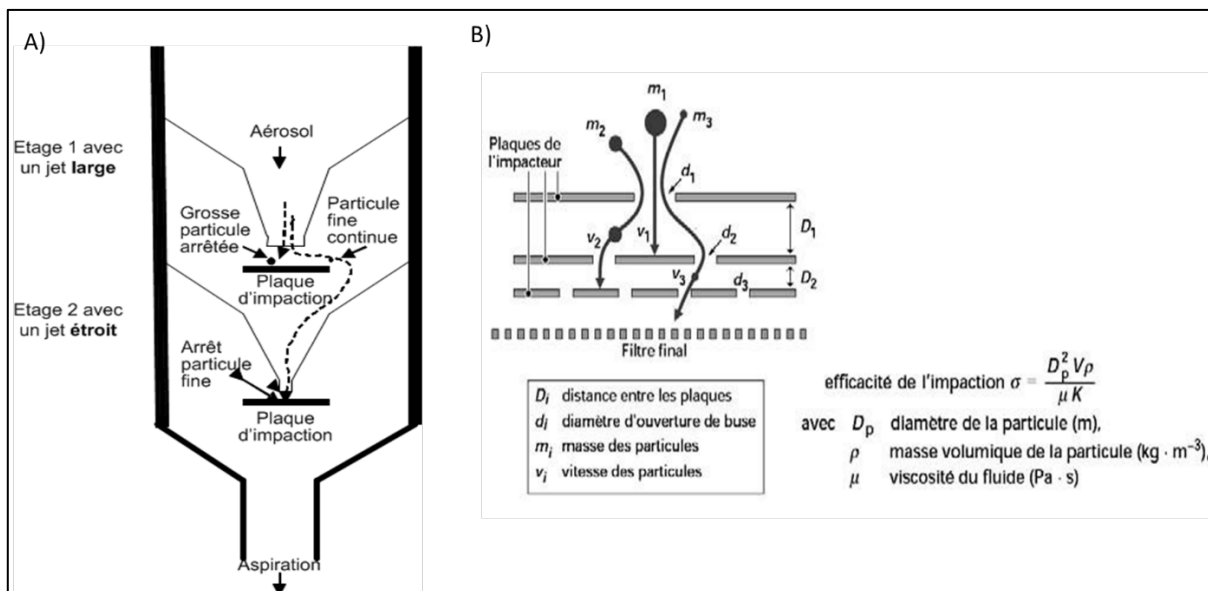 A)
Etage 1 avec
un jet large
Aérosol
Grosse
particule
arrêtée
Particule
fine
continue
Plaque
d'impaction
Etage 2 avec
un jet étroit
Arrêt
particule
fine
Plaque
d'impaction
Aspiration
B)
m₁
m₂
m₃
Plaques de
l'impacteur
d₁
D₁
v₂
v₁
d₂
v₃
d₃
D₂
Filtre final
Dᵢ distance entre les plaques
dᵢ diamètre d'ouverture de buse
mᵢ masse des particules
vᵢ vitesse des particules
efficacité de l'impaction σ = D_p² Vρ / μ K
avec D_p diamètre de la particule (m),
ρ masse volumique de la particule (kg · m⁻³),
μ viscosité du fluide (Pa · s)